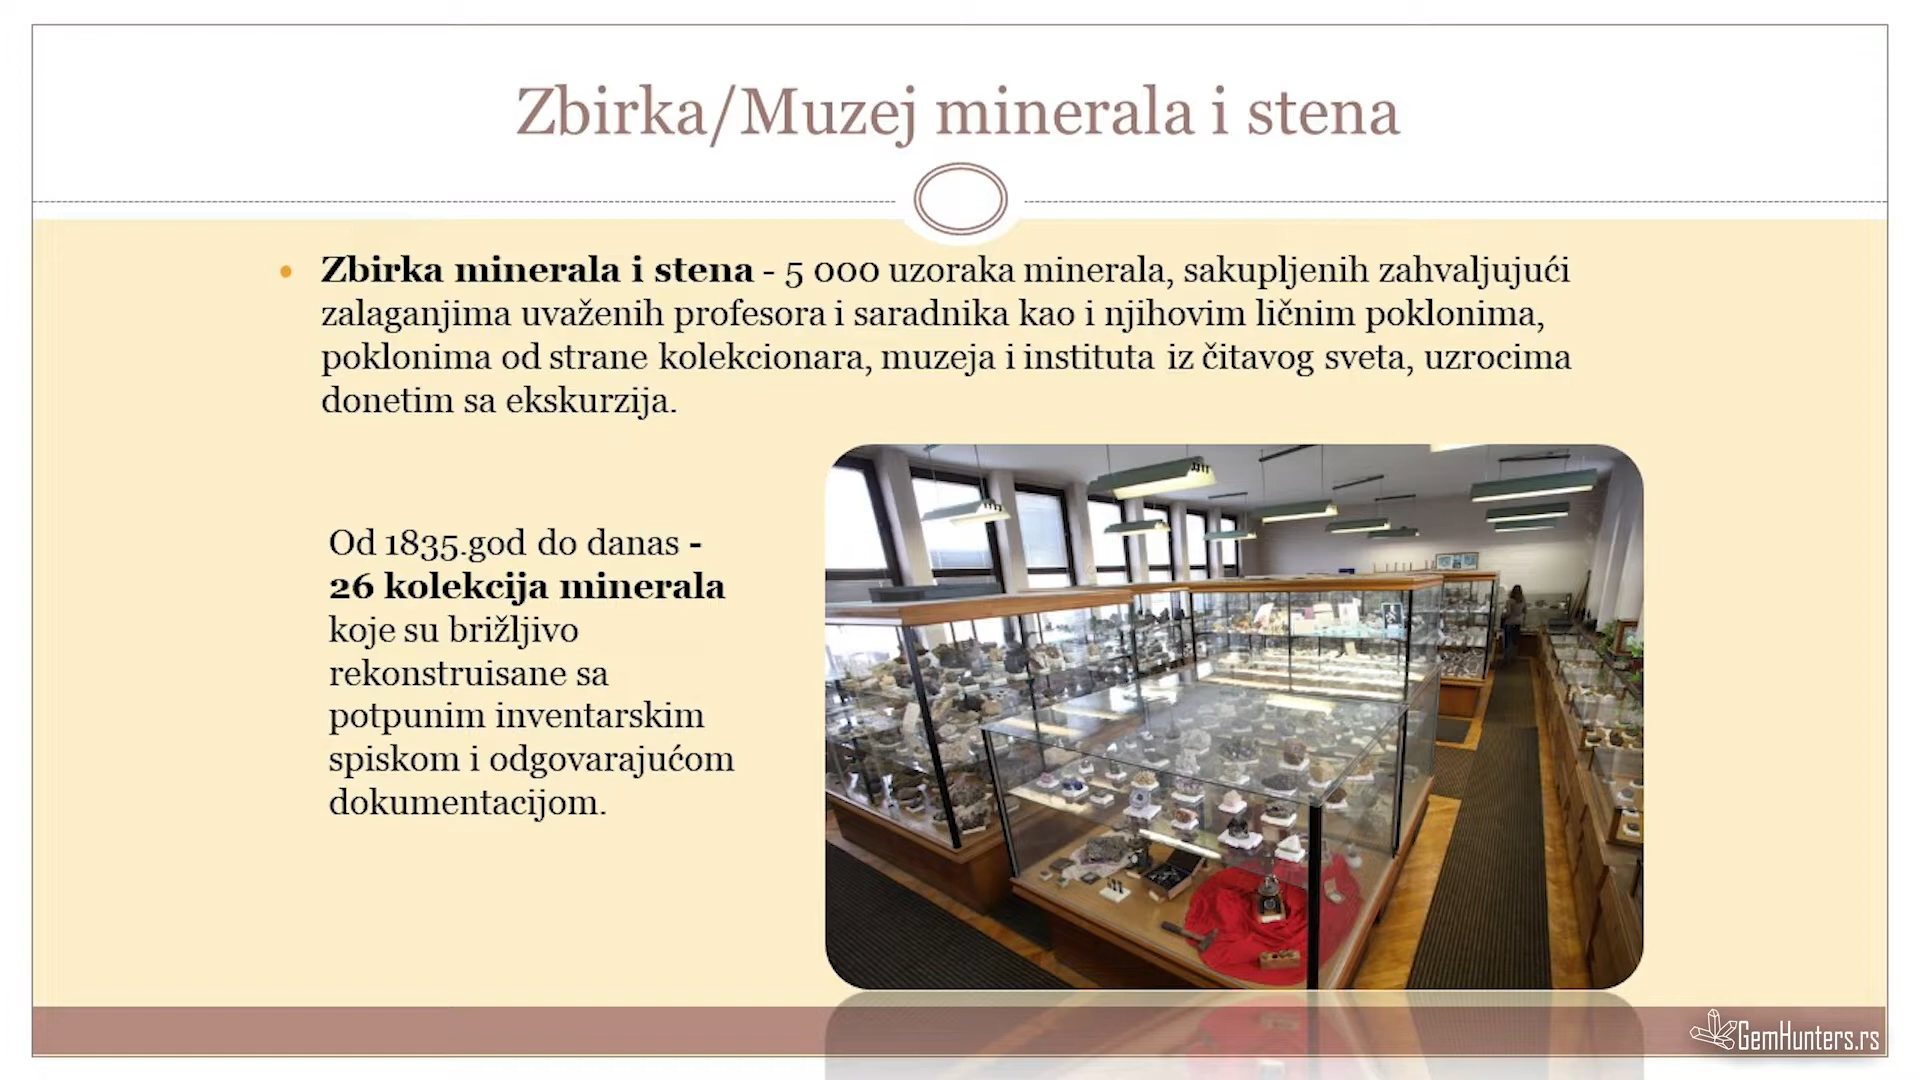 Zbirka/Muzej minerala i stena
Zbirka minerala i stena - 5 000 uzoraka minerala, sakupljenih zahvaljujući
zalaganjima uvaženih profesora i saradnika kao i njihovim ličnim poklonima,
poklonima od strane kolekcionara, muzeja i instituta iz čitavog sveta, uzrocima
donetim sa ekskurzija.
Od 1835.god do danas -
26 kolekcija minerala
koje su brižljivo
rekonstruisane sa
potpunim inventarskim
spiskom i odgovarajućom
dokumentacijom.
GemHunters.rs